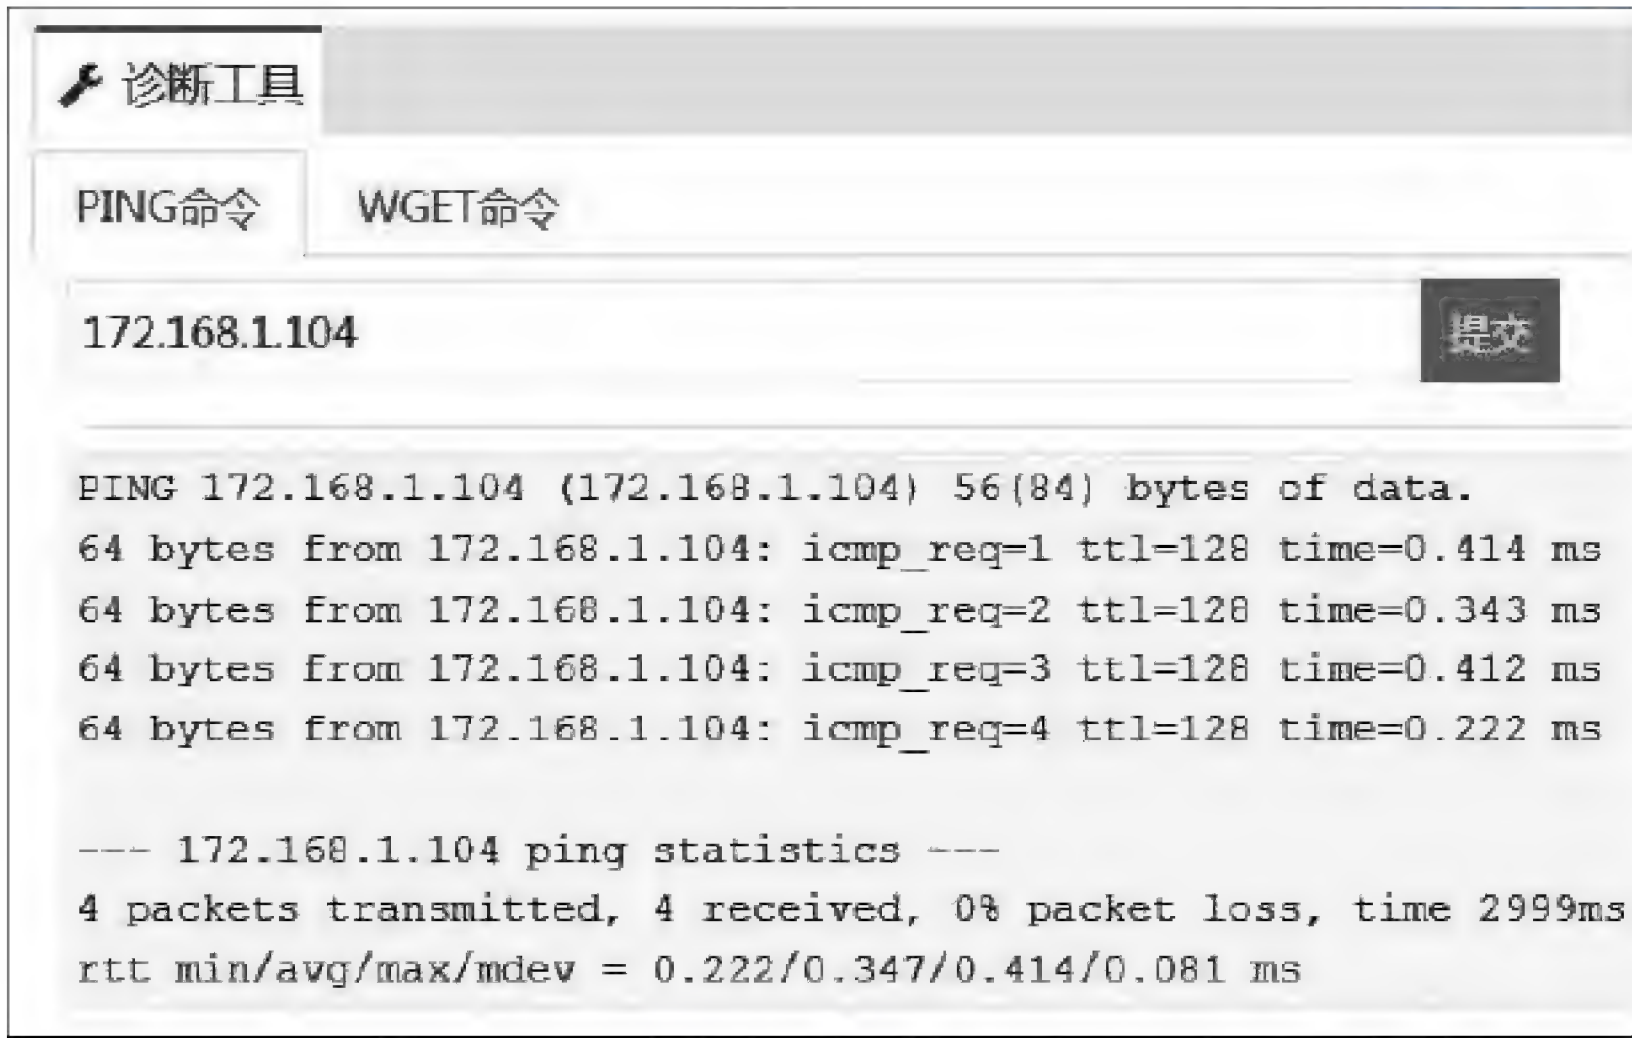 诊断工具
PING命令 WGET命令
172.168.1.104 提交
PING 172.168.1.104 (172.168.1.104) 56(84) bytes of data.
64 bytes from 172.168.1.104: icmp_req=1 ttl=128 time=0.414 ms
64 bytes from 172.168.1.104: icmp_req=2 ttl=128 time=0.343 ms
64 bytes from 172.168.1.104: icmp_req=3 ttl=128 time=0.412 ms
64 bytes from 172.168.1.104: icmp_req=4 ttl=128 time=0.222 ms
--- 172.168.1.104 ping statistics ---
4 packets transmitted, 4 received, 0% packet loss, time 2999ms
rtt min/avg/max/mdev = 0.222/0.347/0.414/0.081 ms